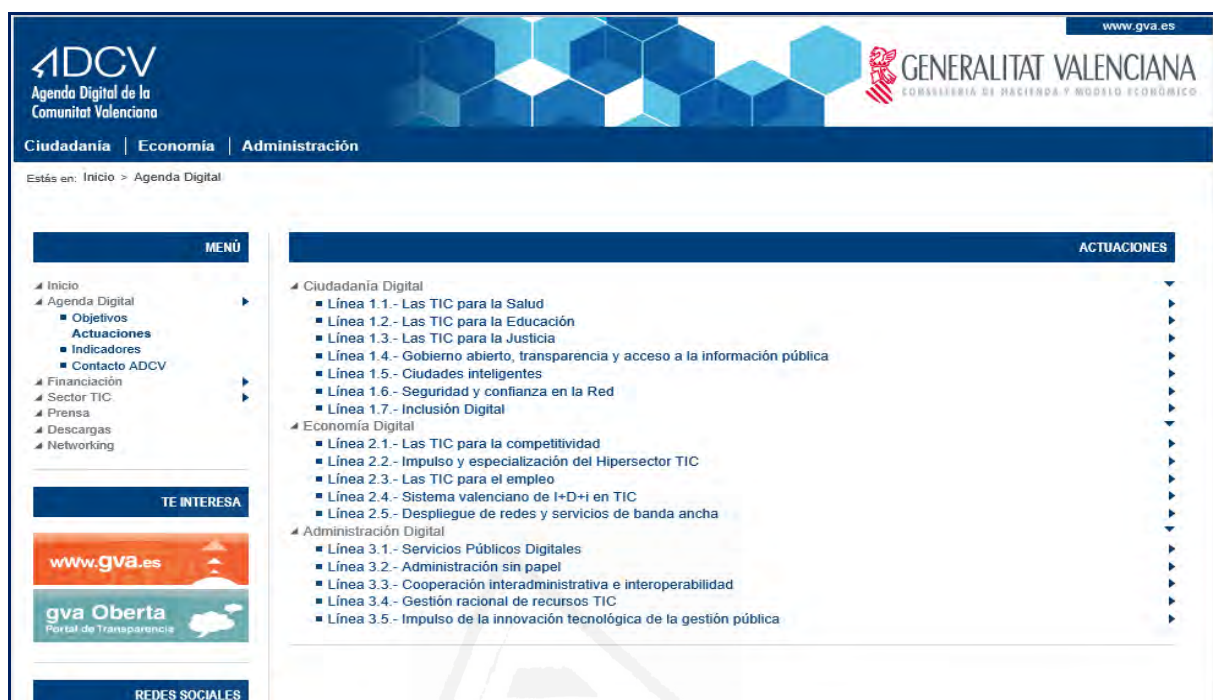 www.gva.es
ADCV
Agenda Digital de la
Comunitat Valenciana
GENERALITAT VALENCIANA
CONSELLERIA DE HACIENDA Y MODELO ECONÓMICO
Ciudadanía | Economía | Administración
Estás en: Inicio > Agenda Digital
MENÚ
Inicio
Agenda Digital
Objetivos
Actuaciones
Indicadores
Contacto ADCV
Financiación
Sector TIC
Prensa
Descargas
Networking
TE INTERESA
www.gva.es
gva Oberta
Portal de Transparencia
REDES SOCIALES
ACTUACIONES
Ciudadanía Digital
Línea 1.1.- Las TIC para la Salud
Línea 1.2.- Las TIC para la Educación
Línea 1.3.- Las TIC para la Justicia
Línea 1.4.- Gobierno abierto, transparencia y acceso a la información pública
Línea 1.5.- Ciudades inteligentes
Línea 1.6.- Seguridad y confianza en la Red
Línea 1.7.- Inclusión Digital
Economía Digital
Línea 2.1.- Las TIC para la competitividad
Línea 2.2.- Impulso y especialización del Hipersector TIC
Línea 2.3.- Las TIC para el empleo
Línea 2.4.- Sistema valenciano de I+D+i en TIC
Línea 2.5.- Despliegue de redes y servicios de banda ancha
Administración Digital
Línea 3.1.- Servicios Públicos Digitales
Línea 3.2.- Administración sin papel
Línea 3.3.- Cooperación interadministrativa e interoperabilidad
Línea 3.4.- Gestión racional de recursos TIC
Línea 3.5.- Impulso de la innovación tecnológica de la gestión pública